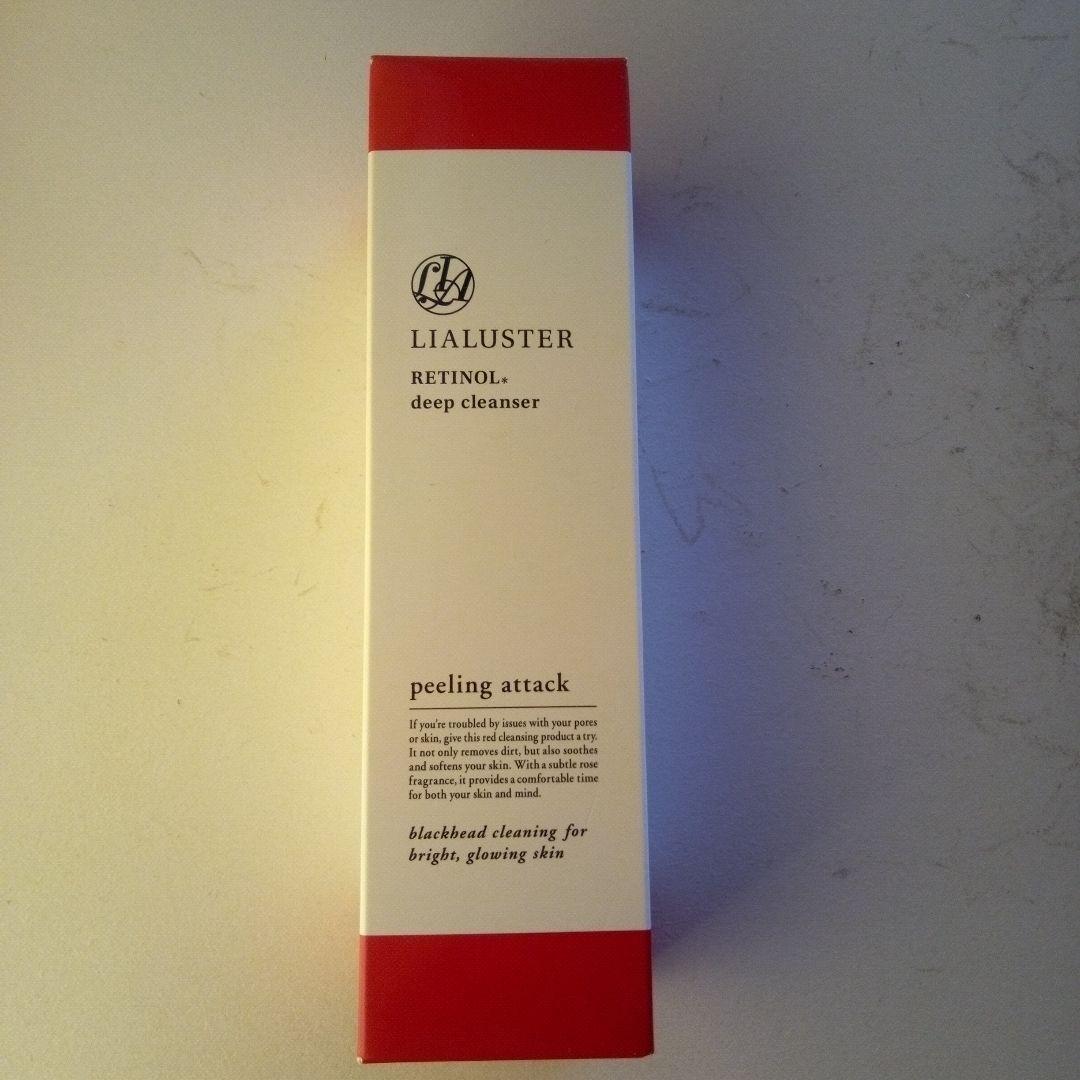 LIA
LIALUSTER
RETINOL*
deep cleanser
peeling attack
If you're troubled by issues with your pores
or skin, give this red cleansing product a try.
It not only removes dirt, but also soothes
and softens your skin. With a subtle rose
fragrance, it provides a comfortable time
for both your skin and mind.
blackhead cleaning for
bright, glowing skin